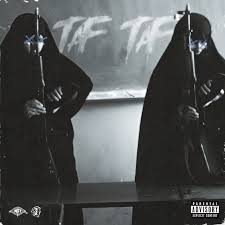 TAF TAF
PARENTAL
ADVISORY
EXPLICIT CONTENT